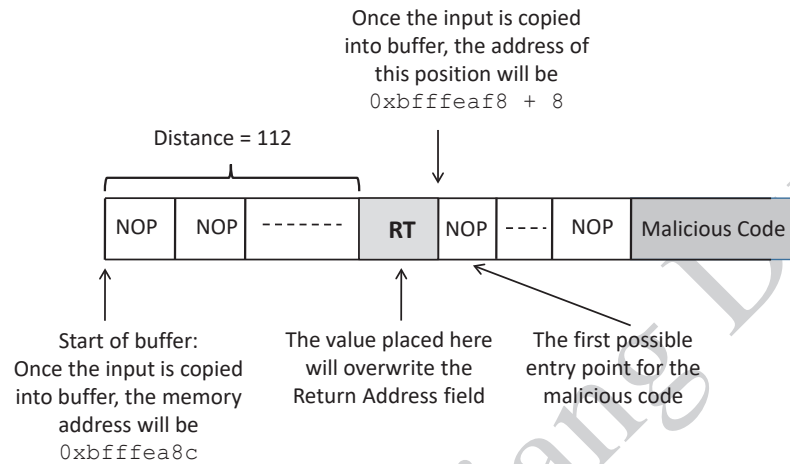 Once the input is copied
into buffer, the address of
this position will be
0xbfffeaf8 + 8
Distance = 112
NOP NOP RT NOP NOP Malicious Code
Start of buffer:
Once the input is copied
into buffer, the memory
address will be
0xbfffea8c
The value placed here
will overwrite the
Return Address field
The first possible
entry point for the
malicious code